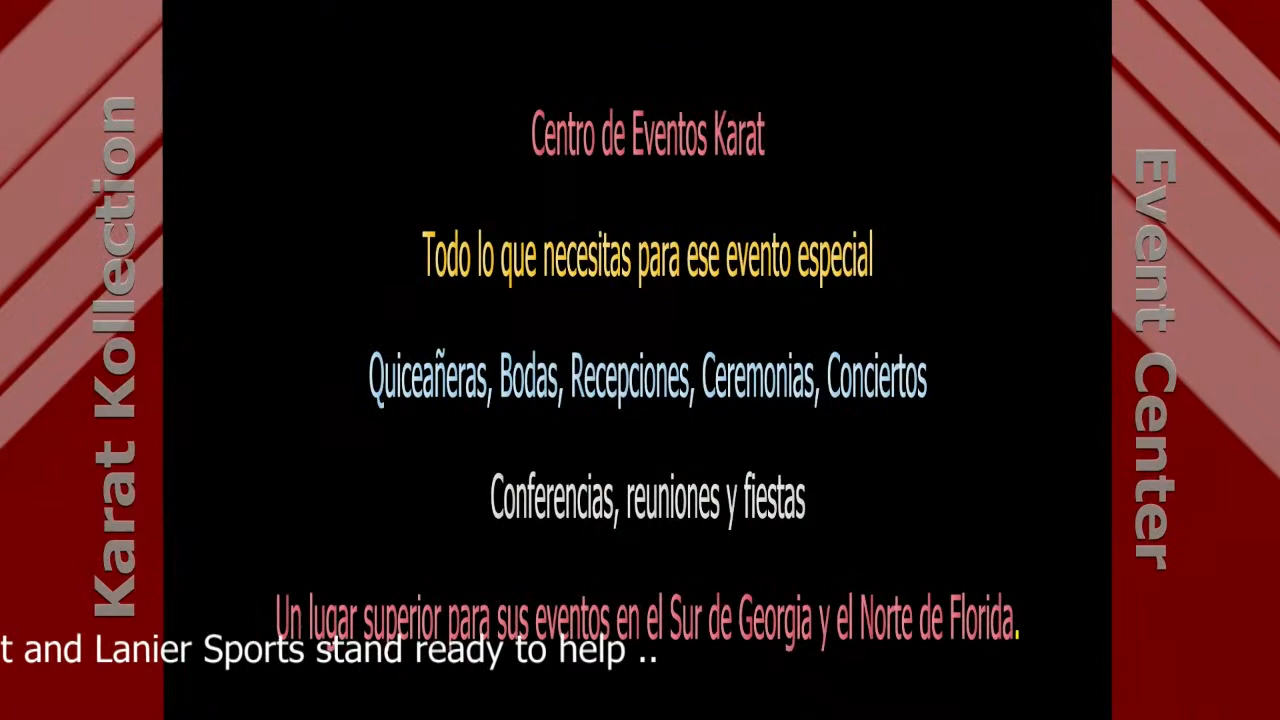 Karat Kollection
Centro de Eventos Karat
Todo lo que necesitas para ese evento especial
Quiceañeras, Bodas, Recepciones, Ceremonias, Conciertos
Conferencias, reuniones y fiestas
Un lugar superior para sus eventos en el Sur de Georgia y el Norte de Florida.
t and Lanier Sports stand ready to help ..
Event Center